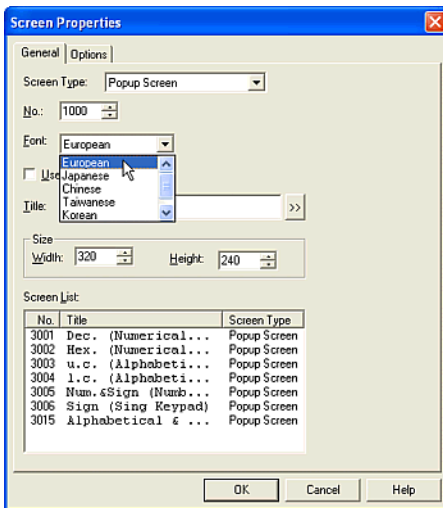 Screen Properties
General Options
Screen Type: Popup Screen
No.: 1000
Font: European
European
Use
Japanese
Chinese
Title: Taiwanese >>
Korean
Size
Width: 320 Height: 240
Screen List:
No. Title Screen Type
3001 Dec. (Numerical... Popup Screen
3002 Hex. (Numerical... Popup Screen
3003 u.c. (Alphabeti... Popup Screen
3004 l.c. (Alphabeti... Popup Screen
3005 Num.&Sign (Numb... Popup Screen
3006 Sign (Sing Keypad) Popup Screen
3015 Alphabetical & ... Popup Screen
OK Cancel Help